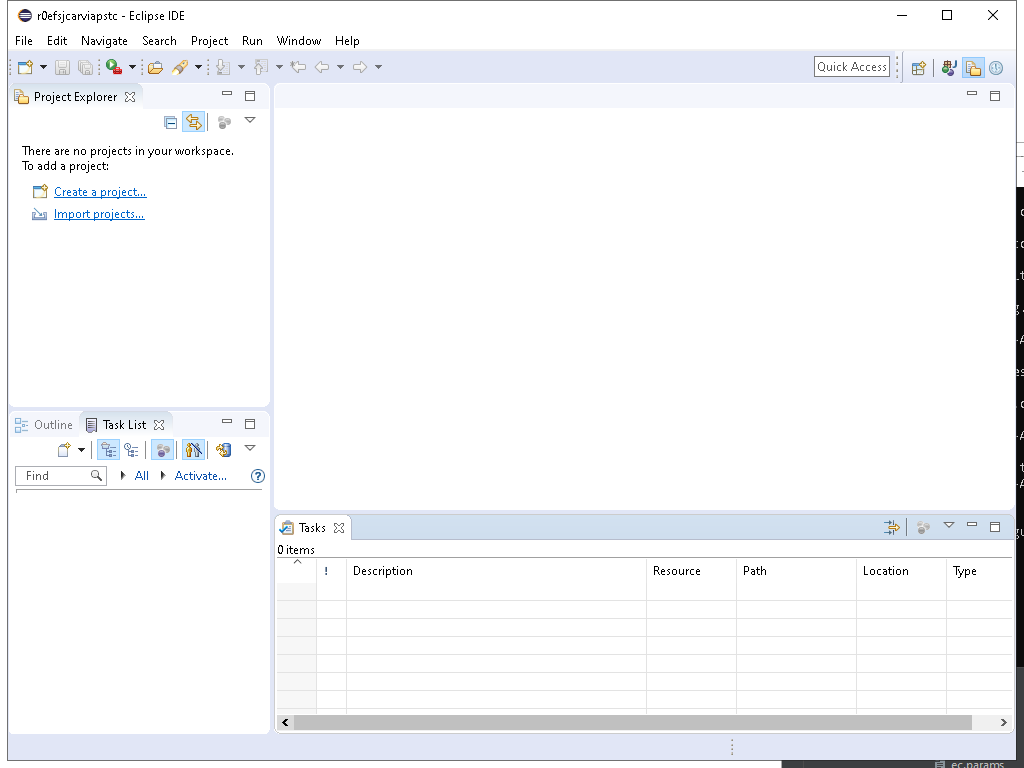 r0efsjcarviapstc - Eclipse IDE
File Edit Navigate Search Project Run Window Help
Quick Access
Project Explorer
There are no projects in your workspace.
To add a project:
Create a project...
Import projects...
Outline Task List
Find All Activate...
Tasks
0 items
! Description Resource Path Location Type
ec.params